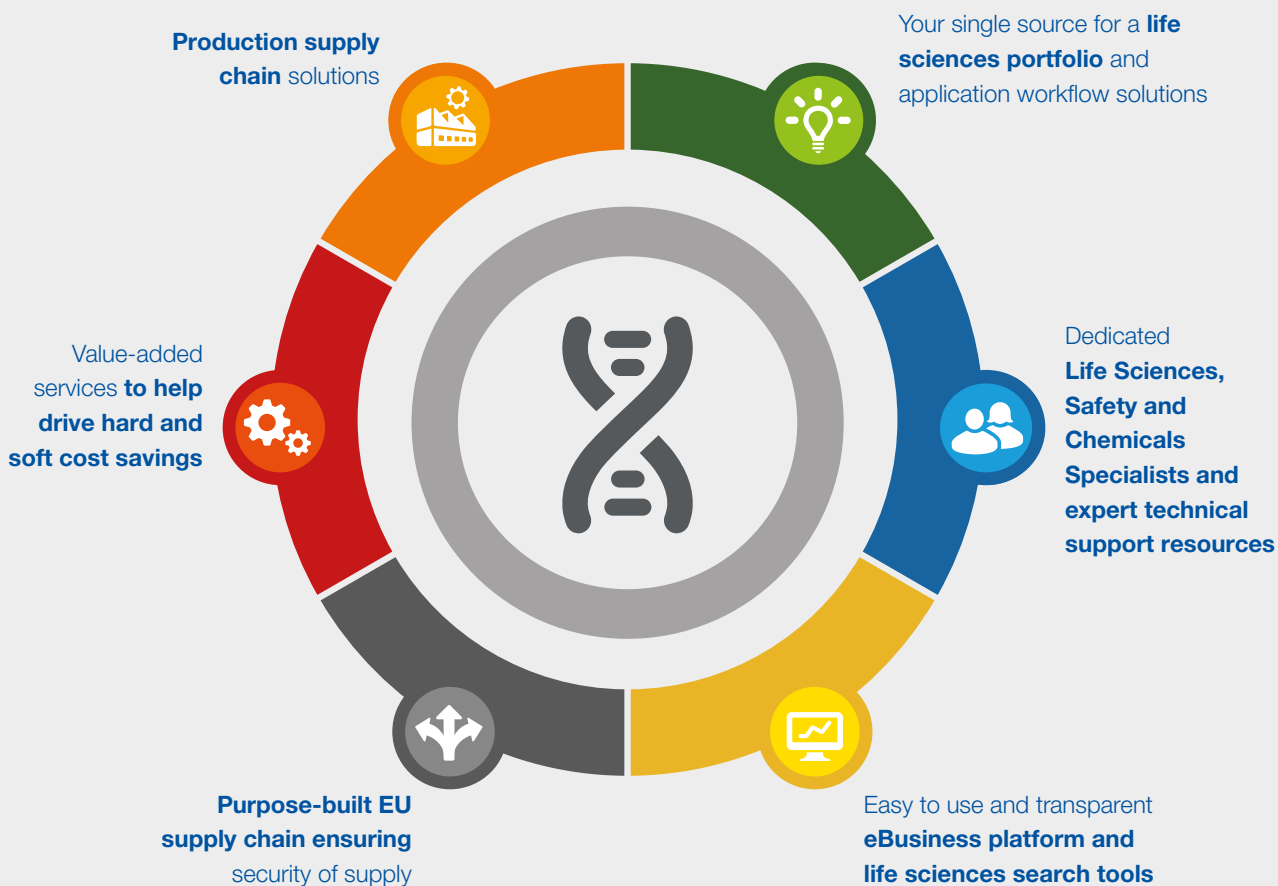 Production supply
chain solutions
Your single source for a life
sciences portfolio and
application workflow solutions
Value-added
services to help
drive hard and
soft cost savings
Dedicated
Life Sciences,
Safety and
Chemicals
Specialists and
expert technical
support resources
Purpose-built EU
supply chain ensuring
security of supply
Easy to use and transparent
eBusiness platform and
life sciences search tools